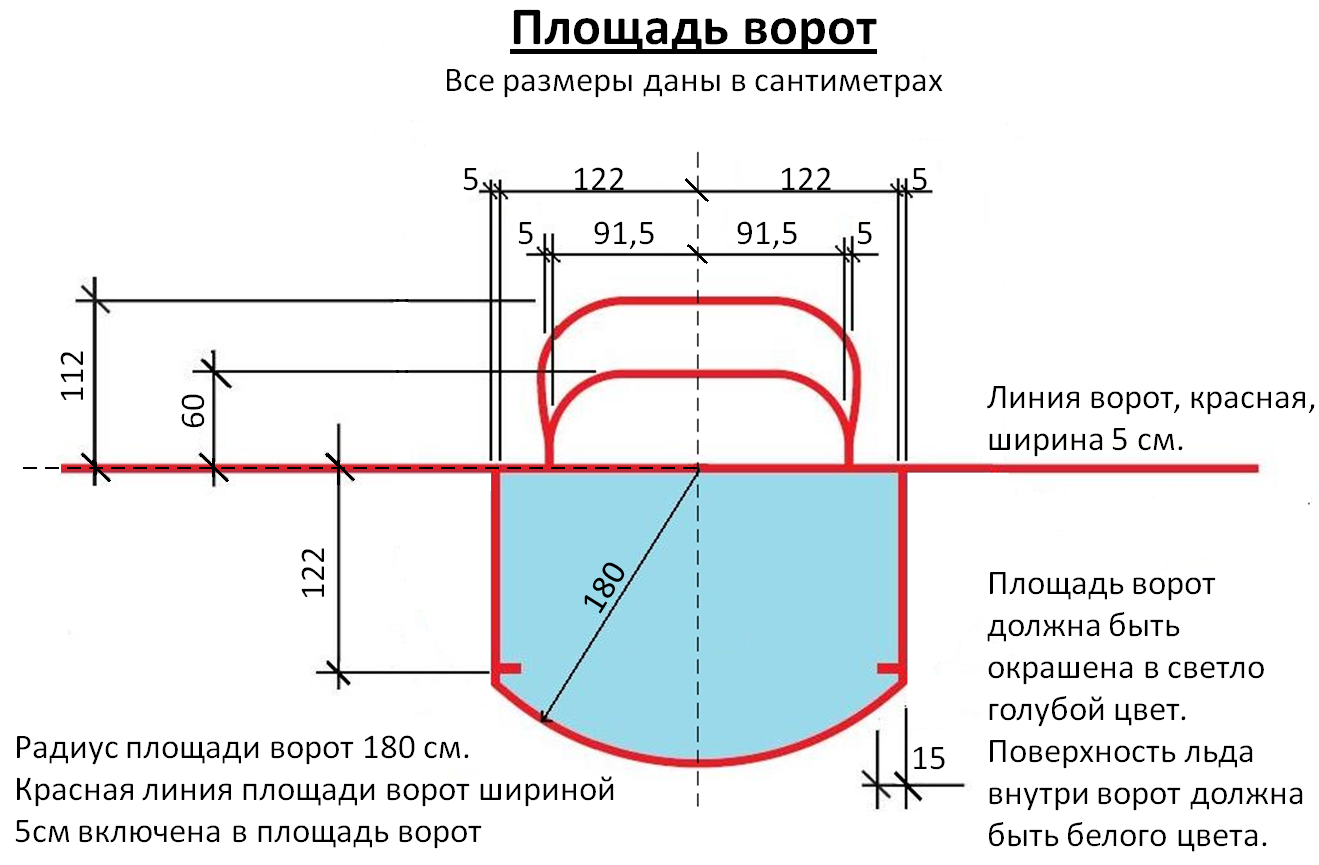 Площадь ворот
Все размеры даны в сантиметрах
5 122 122 5
5 91,5 91,5 5
112
60
Линия ворот, красная,
ширина 5 см.
122
180
Площадь ворот
должна быть
окрашена в светло
голубой цвет.
Поверхность льда
внутри ворот должна
быть белого цвета.
15
Радиус площади ворот 180 см.
Красная линия площади ворот шириной
5см включена в площадь ворот